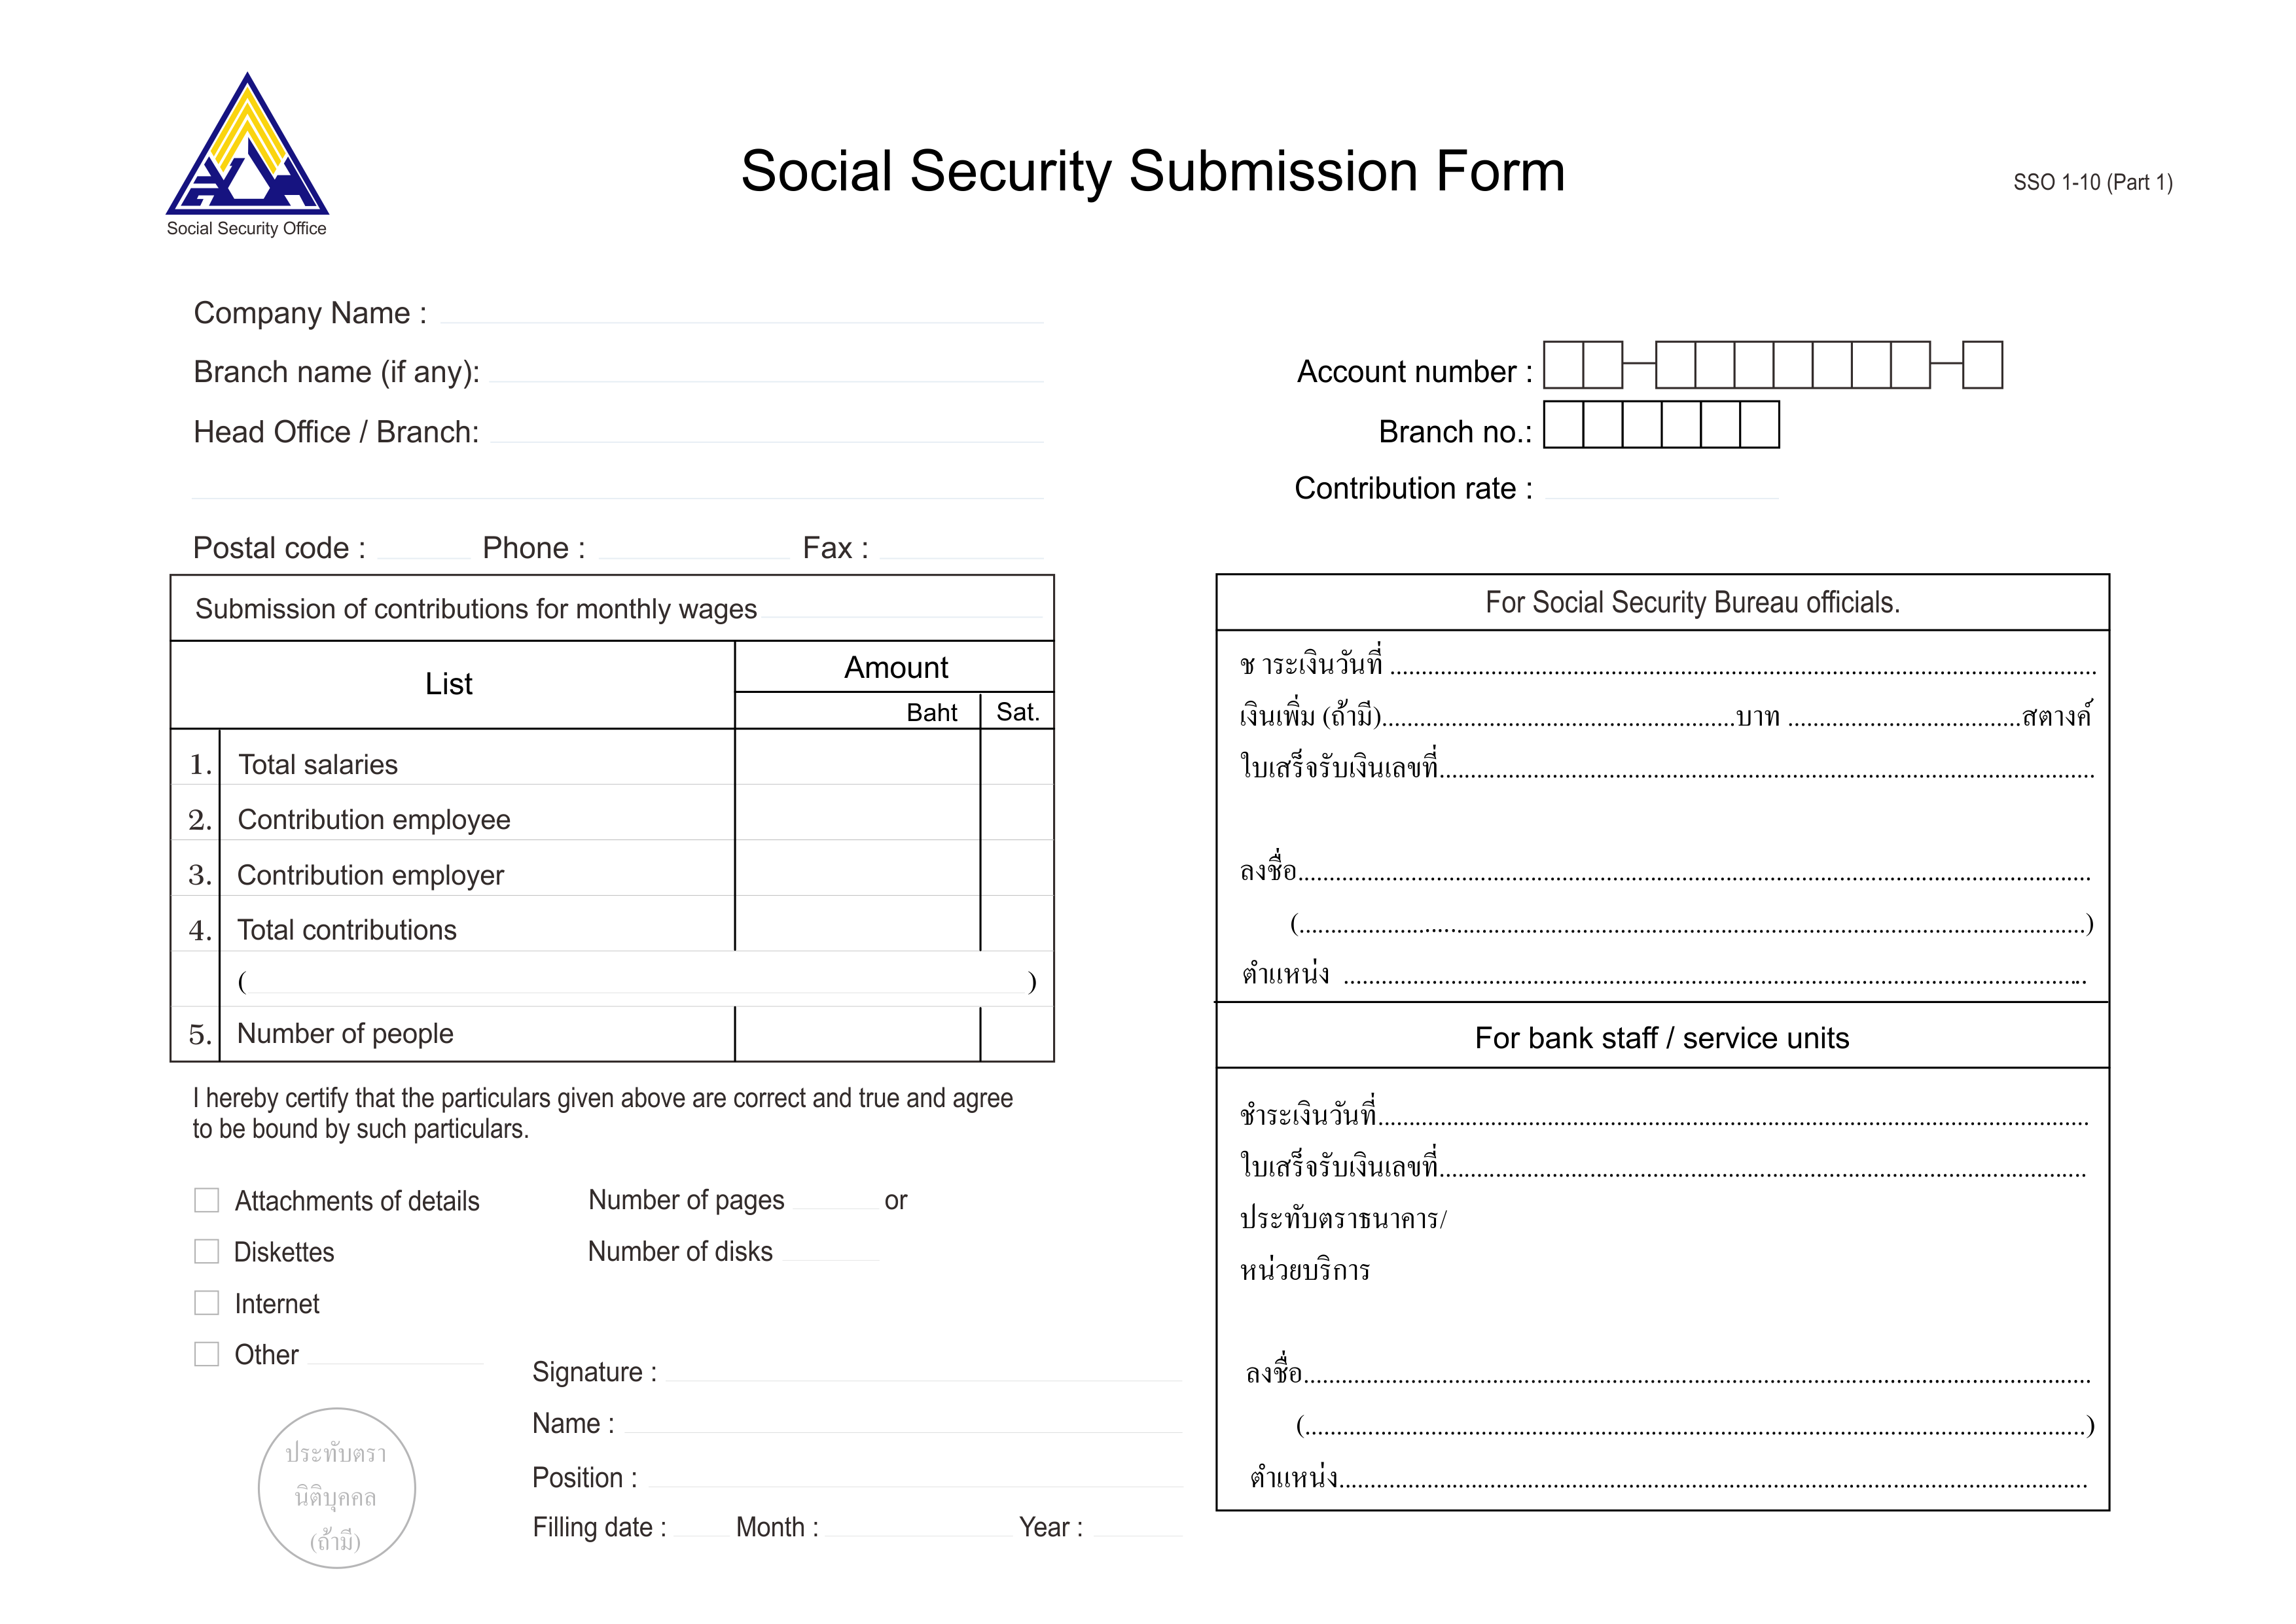 Social Security Office
Social Security Submission Form
SSO 1-10 (Part 1)
Company Name :
Branch name (if any):
Head Office / Branch:
Postal code : Phone : Fax :
Account number :
Branch no.:
Contribution rate :
Submission of contributions for monthly wages
List
Amount
Baht Sat.
1. Total salaries
2. Contribution employee
3. Contribution employer
4. Total contributions
( )
5. Number of people
I hereby certify that the particulars given above are correct and true and agree
to be bound by such particulars.
Attachments of details Number of pages or
Diskettes Number of disks
Internet
Other
Signature :
Name :
Position :
Filling date : Month : Year :
ประทับตรา
นิติบุคคล
(ถ้ามี)
For Social Security Bureau officials.
ช าระเงินวันที่ ........................................
เงินเพิ่ม (ถ้ามี)....................บาท ....................สตางค์
ใบเสร็จรับเงินเลขที่........................................
ลงชื่อ........................................
(........................................)
ตำแหน่ง ........................................
For bank staff / service units
ชำระเงินวันที่........................................
ใบเสร็จรับเงินเลขที่........................................
ประทับตราธนาคาร/
หน่วยบริการ
ลงชื่อ........................................
(........................................)
ตำแหน่ง........................................